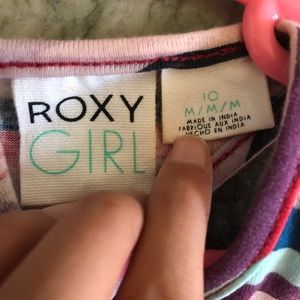 ROXY
GIRL
10
M/M/M
MADE IN INDIA
FABRIQUE AUX INDIA
HECHO EN INDIA